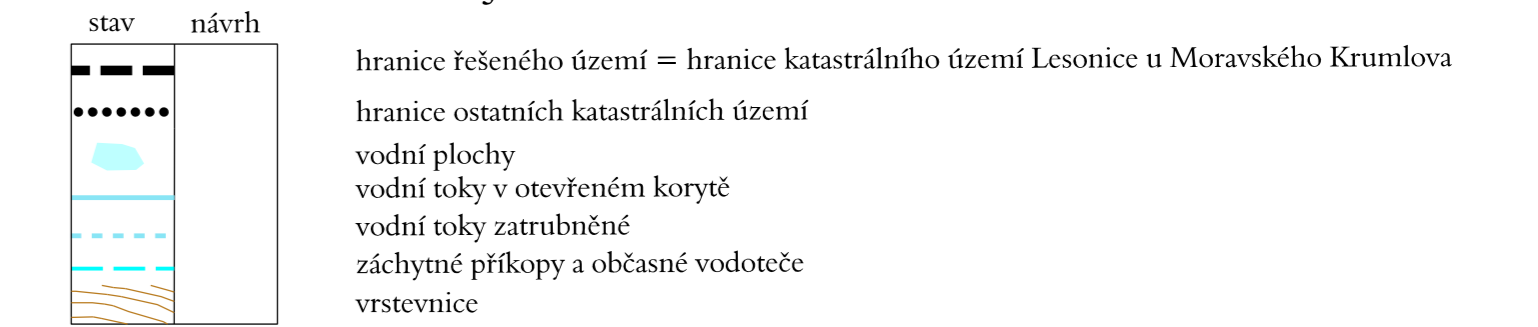 stav návrh
hranice řešeného území = hranice katastrálního území Lesonice u Moravského Krumlova
hranice ostatních katastrálních území
vodní plochy
vodní toky v otevřeném korytě
vodní toky zatrubněné
záchytné příkopy a občasné vodoteče
vrstevnice